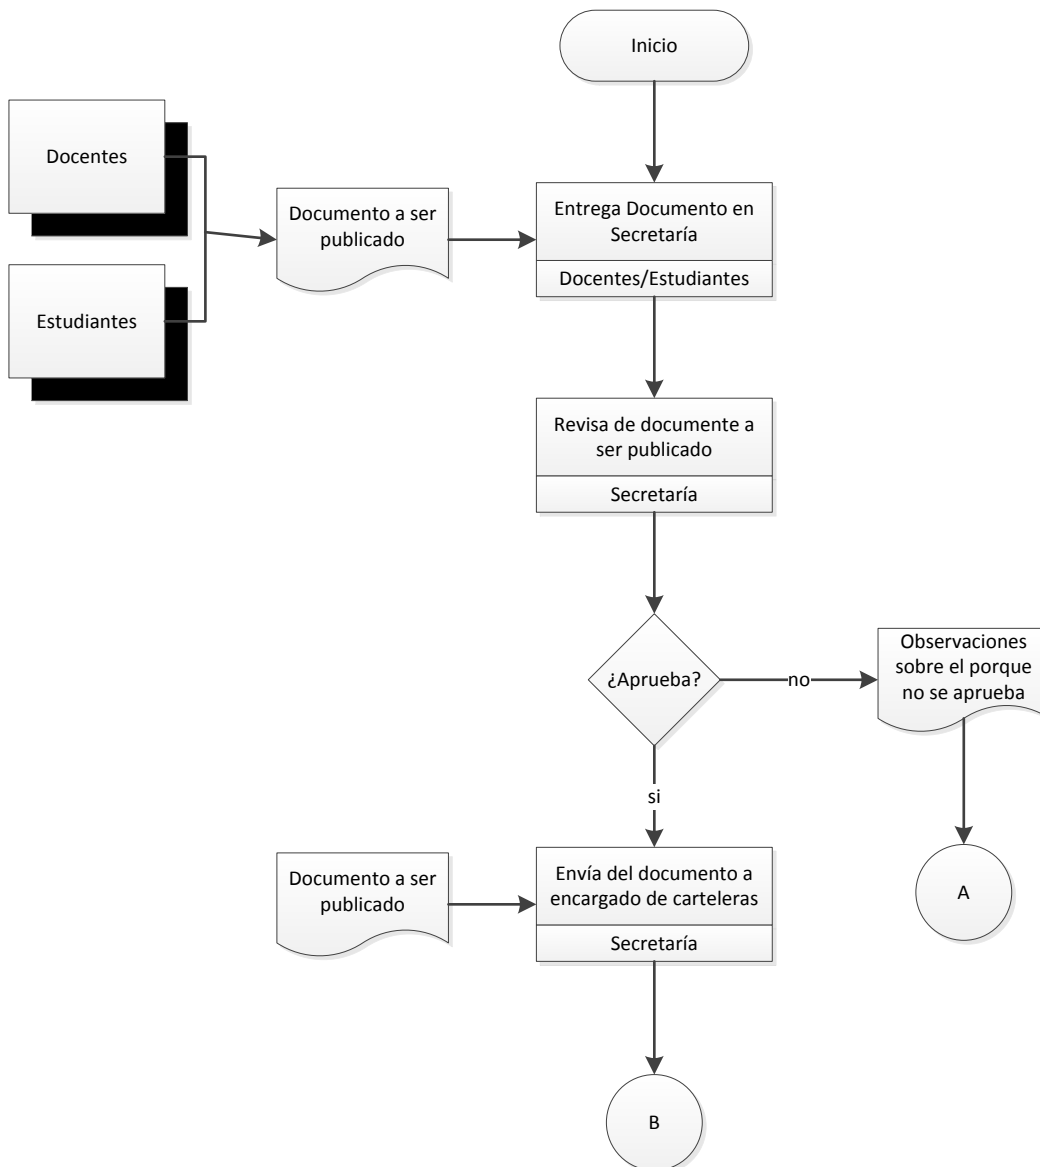 Inicio
Docentes
Estudiantes
Documento a ser
publicado
Entrega Documento en
Secretaría
Docentes/Estudiantes
Revisa de documente a
ser publicado
Secretaría
¿Aprueba?
no
Observaciones
sobre el porque
no se aprueba
si
A
Documento a ser
publicado
Envía del documento a
encargado de carteleras
Secretaría
B